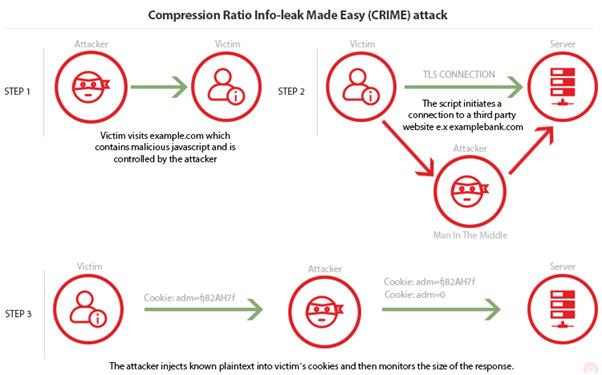 Compression Ratio Info-leak Made Easy (CRIME) attack
Attacker
Victim
STEP 1
Victim visits example.com which
contains malicious javascript and is
controlled by the attacker
Victim
Server
STEP 2
TLS CONNECTION
The script initiates a
connection to a third party
website e.x examplebank.com
Attacker
Man In The Middle
Victim
Attacker
Server
STEP 3
Cookie: adm=fj82AH7f
Cookie: adm=fj82AH7f
Cookie: adm=0
The attacker injects known plaintext into victim's cookies and then monitors the size of the response.